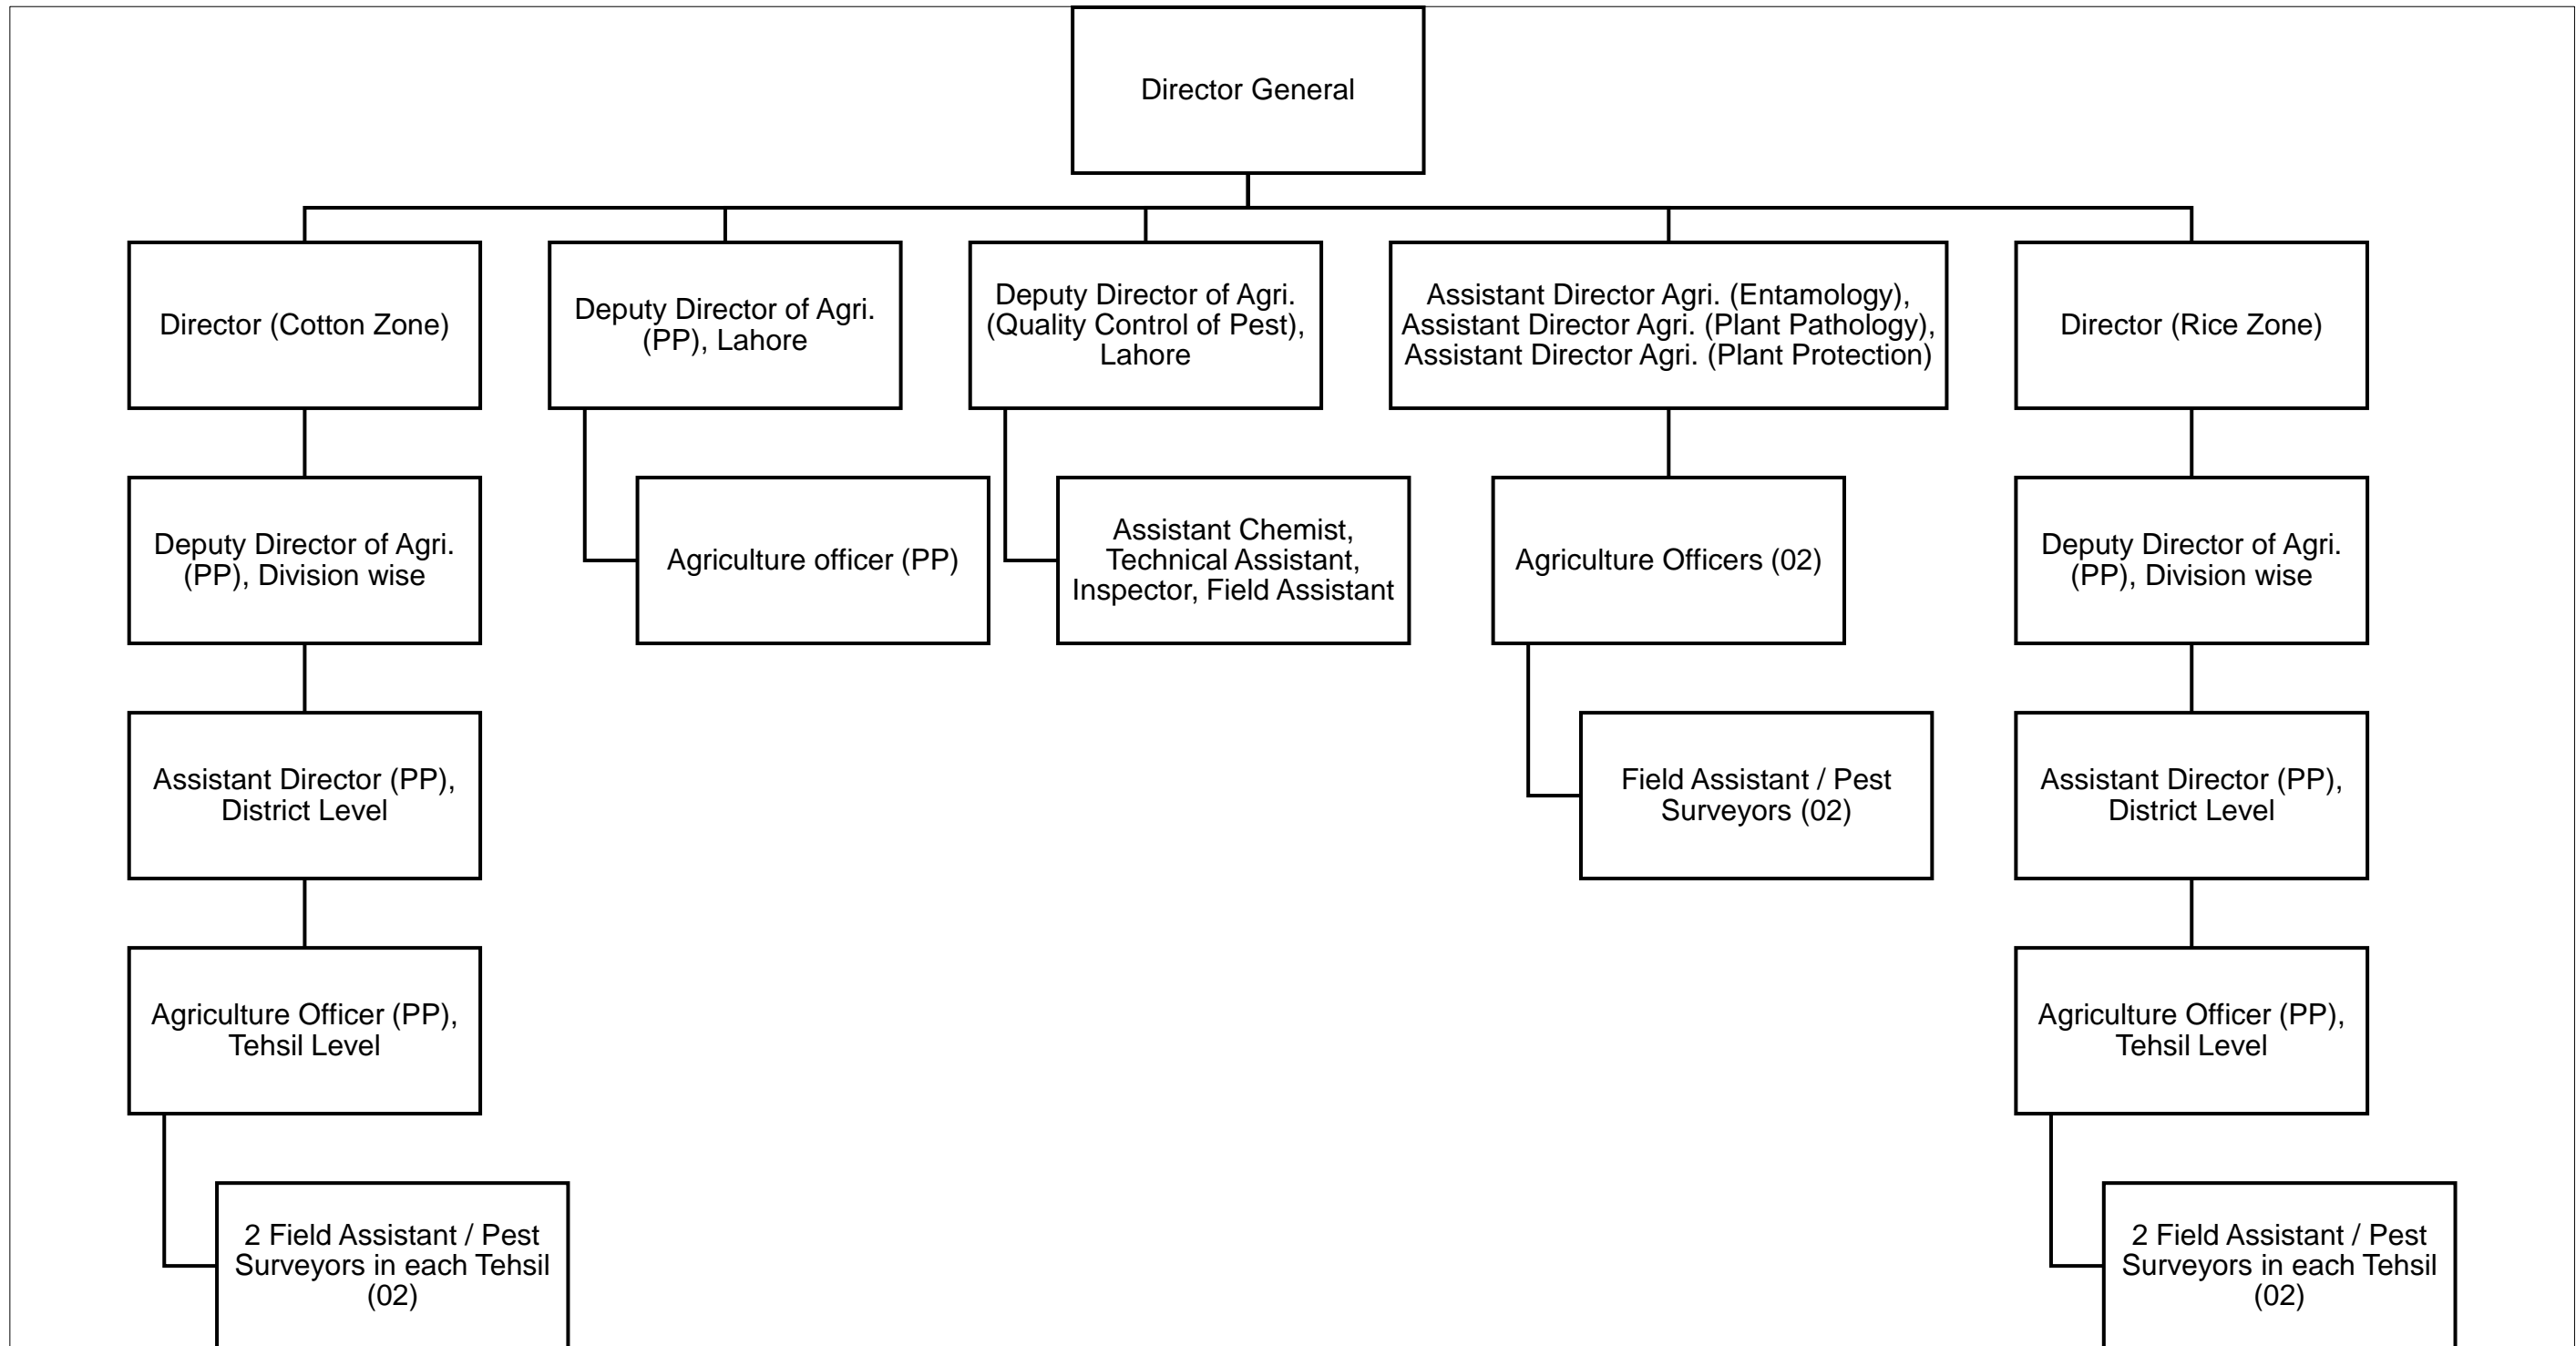 Director General
Director (Cotton Zone)
Deputy Director of Agri.
(PP), Lahore
Deputy Director of Agri.
(Quality Control of Pest),
Lahore
Assistant Director Agri. (Entamology),
Assistant Director Agri. (Plant Pathology),
Assistant Director Agri. (Plant Protection)
Director (Rice Zone)
Deputy Director of Agri.
(PP), Division wise
Agriculture officer (PP)
Assistant Chemist,
Technical Assistant,
Inspector, Field Assistant
Agriculture Officers (02)
Deputy Director of Agri.
(PP), Division wise
Assistant Director (PP),
District Level
Field Assistant / Pest
Surveyors (02)
Assistant Director (PP),
District Level
Agriculture Officer (PP),
Tehsil Level
Agriculture Officer (PP),
Tehsil Level
2 Field Assistant / Pest
Surveyors in each Tehsil
(02)
2 Field Assistant / Pest
Surveyors in each Tehsil
(02)